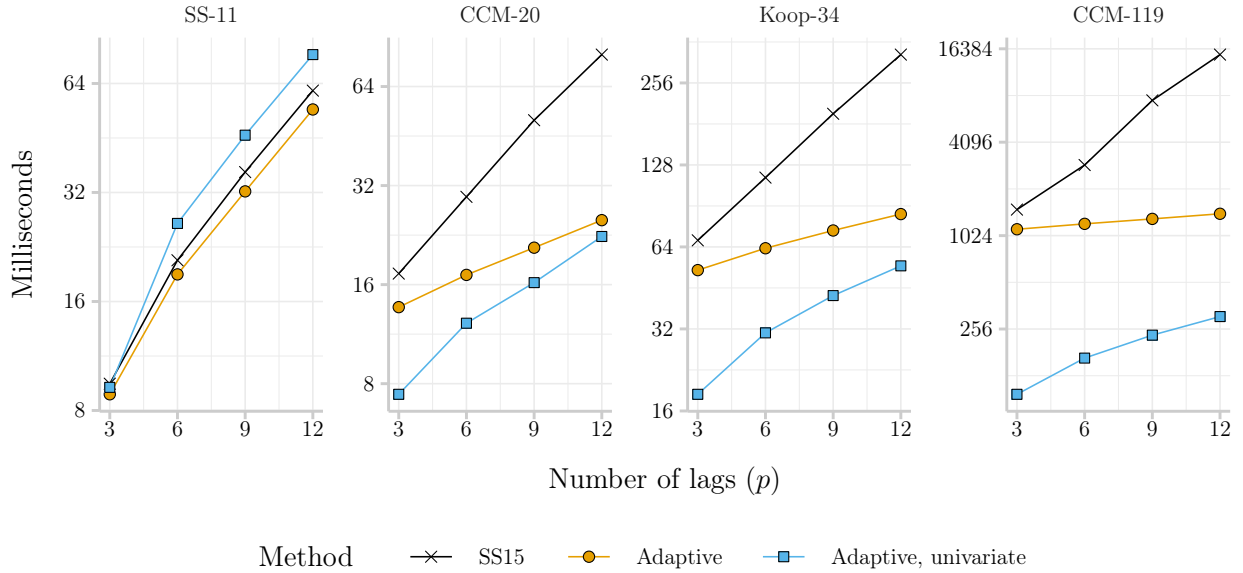 SS-11
CCM-20
Koop-34
CCM-119
Milliseconds
64
32
16
8
3 6 9 12
64
32
16
8
3 6 9 12
256
128
64
32
16
3 6 9 12
16384
4096
1024
256
3 6 9 12
Number of lags (p)
Method SS15 Adaptive Adaptive, univariate